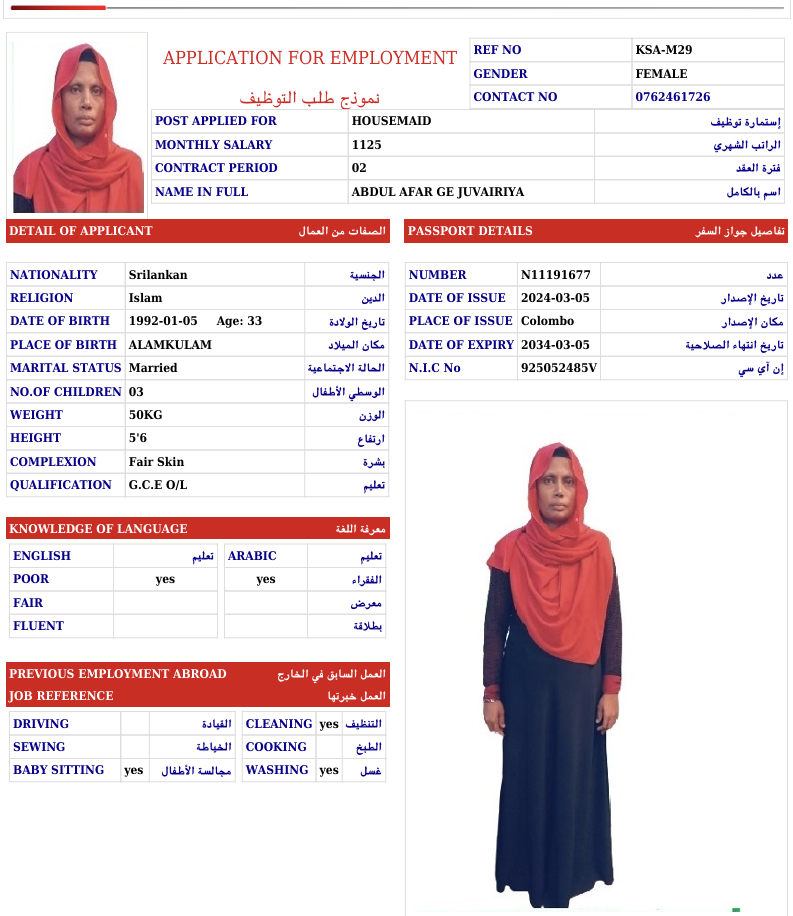 APPLICATION FOR EMPLOYMENT
نموذج طلب التوظيف
REF NO KSA-M29
GENDER FEMALE
CONTACT NO 0762461726
POST APPLIED FOR HOUSEMAID إستمارة توظيف
MONTHLY SALARY 1125 الراتب الشهري
CONTRACT PERIOD 02 فترة العقد
NAME IN FULL ABDUL AFAR GE JUVAIRIYA اسم بالكامل
DETAIL OF APPLICANT الصفات من العمال
NATIONALITY Srilankan الجنسية
RELIGION Islam الدين
DATE OF BIRTH 1992-01-05 Age: 33 تاريخ الولادة
PLACE OF BIRTH ALAMKULAM مكان الميلاد
MARITAL STATUS Married الحالة الاجتماعية
NO.OF CHILDREN 03 الوسطي الأطفال
WEIGHT 50KG الوزن
HEIGHT 5'6 ارتفاع
COMPLEXION Fair Skin بشرة
QUALIFICATION G.C.E O/L تعليم
PASSPORT DETAILS تفاصيل جواز السفر
NUMBER N11191677 عدد
DATE OF ISSUE 2024-03-05 تاريخ الإصدار
PLACE OF ISSUE Colombo مكان الإصدار
DATE OF EXPIRY 2034-03-05 تاريخ انتهاء الصلاحية
N.I.C No 925052485V إن آي سي
KNOWLEDGE OF LANGUAGE معرفة اللغة
ENGLISH تعليم ARABIC تعليم
POOR yes yes الفقراء
FAIR معرض
FLUENT بطلاقة
PREVIOUS EMPLOYMENT ABROAD العمل السابق في الخارج
JOB REFERENCE العمل خبرتها
DRIVING القيادة CLEANING yes التنظيف
SEWING الخياطة COOKING الطبخ
BABY SITTING yes مجالسة الأطفال WASHING yes غسل